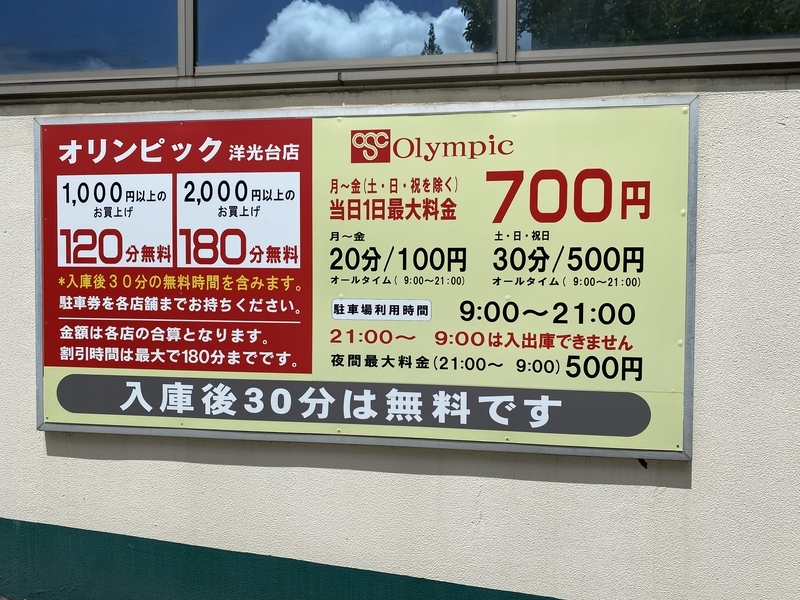 オリンピック 洋光台店
1,000円以上の
お買上げ
120分無料
2,000円以上の
お買上げ
180分無料
*入庫後30分の無料時間を含みます。
駐車券を各店舗までお持ちください。
金額は各店の合算となります。
割引時間は最大で180分までです。
OSC Olympic
月~金(土・日・祝を除く)
当日1日最大料金 700円
月~金
20分/100円
オールタイム( 9:00~21:00)
土・日・祝日
30分/500円
オールタイム( 9:00~21:00)
駐車場利用時間 9:00~21:00
21:00~ 9:00は入出庫できません
夜間最大料金(21:00~ 9:00) 500円
入庫後30分は無料です